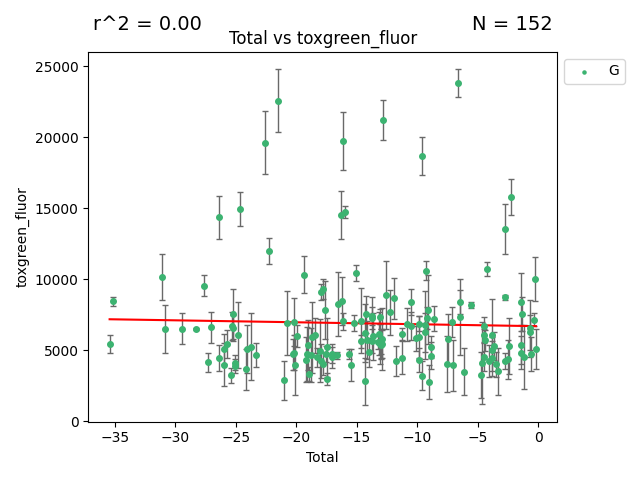 r^2 = 0.00
N = 152
Total vs toxgreen_fluor
G
25000
20000
15000
10000
5000
0
toxgreen_fluor
−35 −30 −25 −20 −15 −10 −5 0
Total